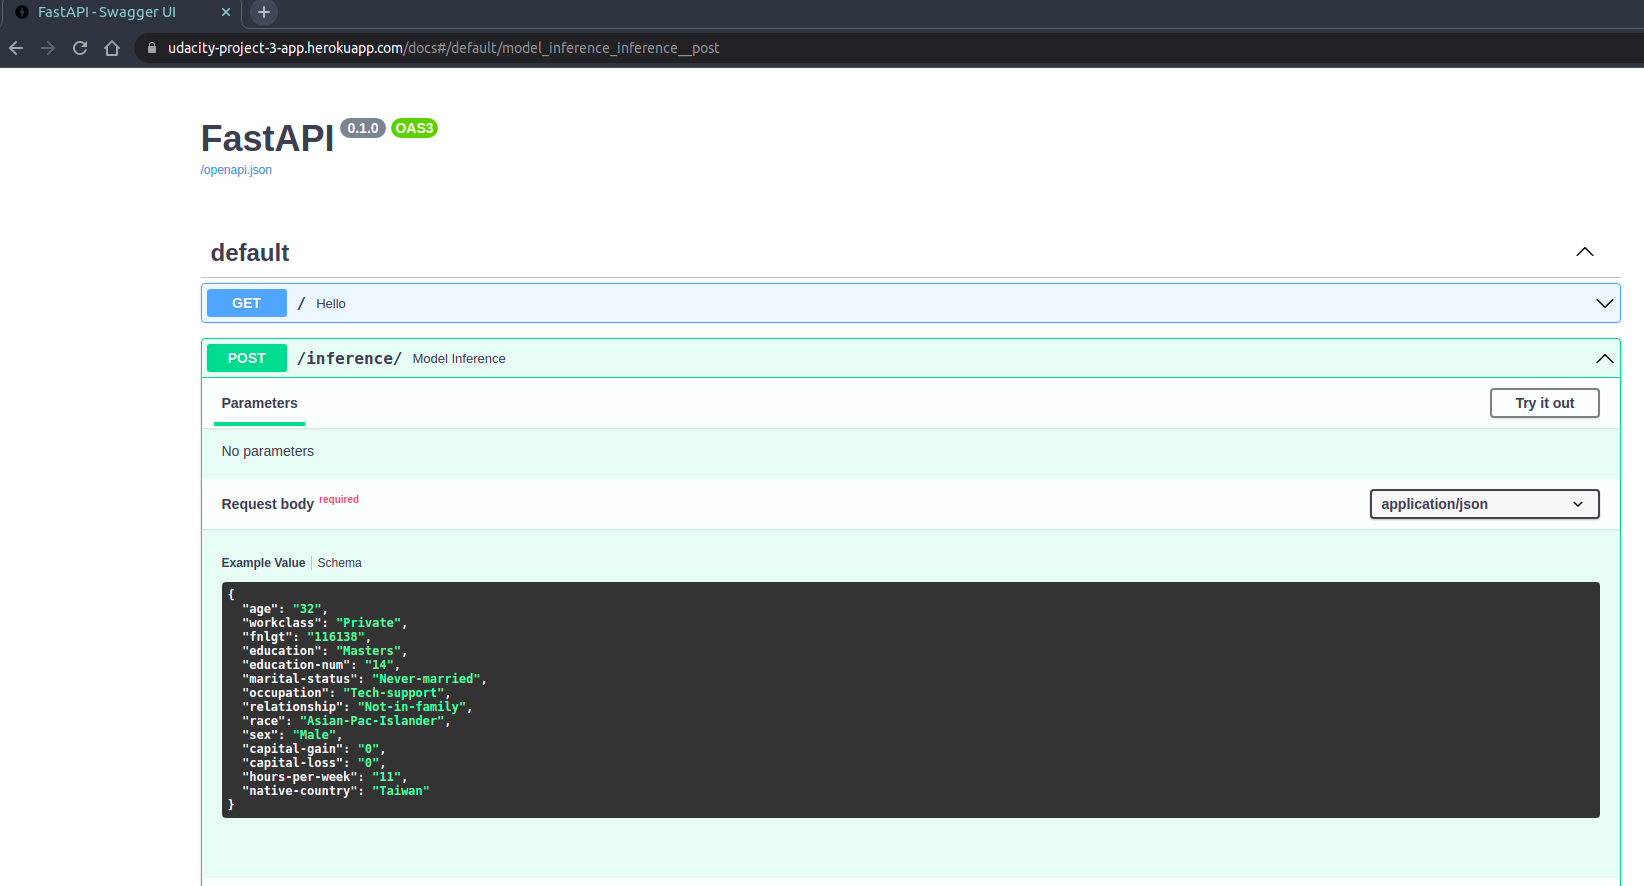 FastAPI - Swagger UI
udacity-project-3-app.herokuapp.com/docs#/default/model_inference_inference__post
FastAPI 0.1.0 OAS3
/openapi.json
default
GET / Hello
POST /inference/ Model Inference
Parameters Try it out
No parameters
Request body required application/json
Example Value Schema
{
"age": "32",
"workclass": "Private",
"fnlgt": "116138",
"education": "Masters",
"education-num": "14",
"marital-status": "Never-married",
"occupation": "Tech-support",
"relationship": "Not-in-family",
"race": "Asian-Pac-Islander",
"sex": "Male",
"capital-gain": "0",
"capital-loss": "0",
"hours-per-week": "11",
"native-country": "Taiwan"
}